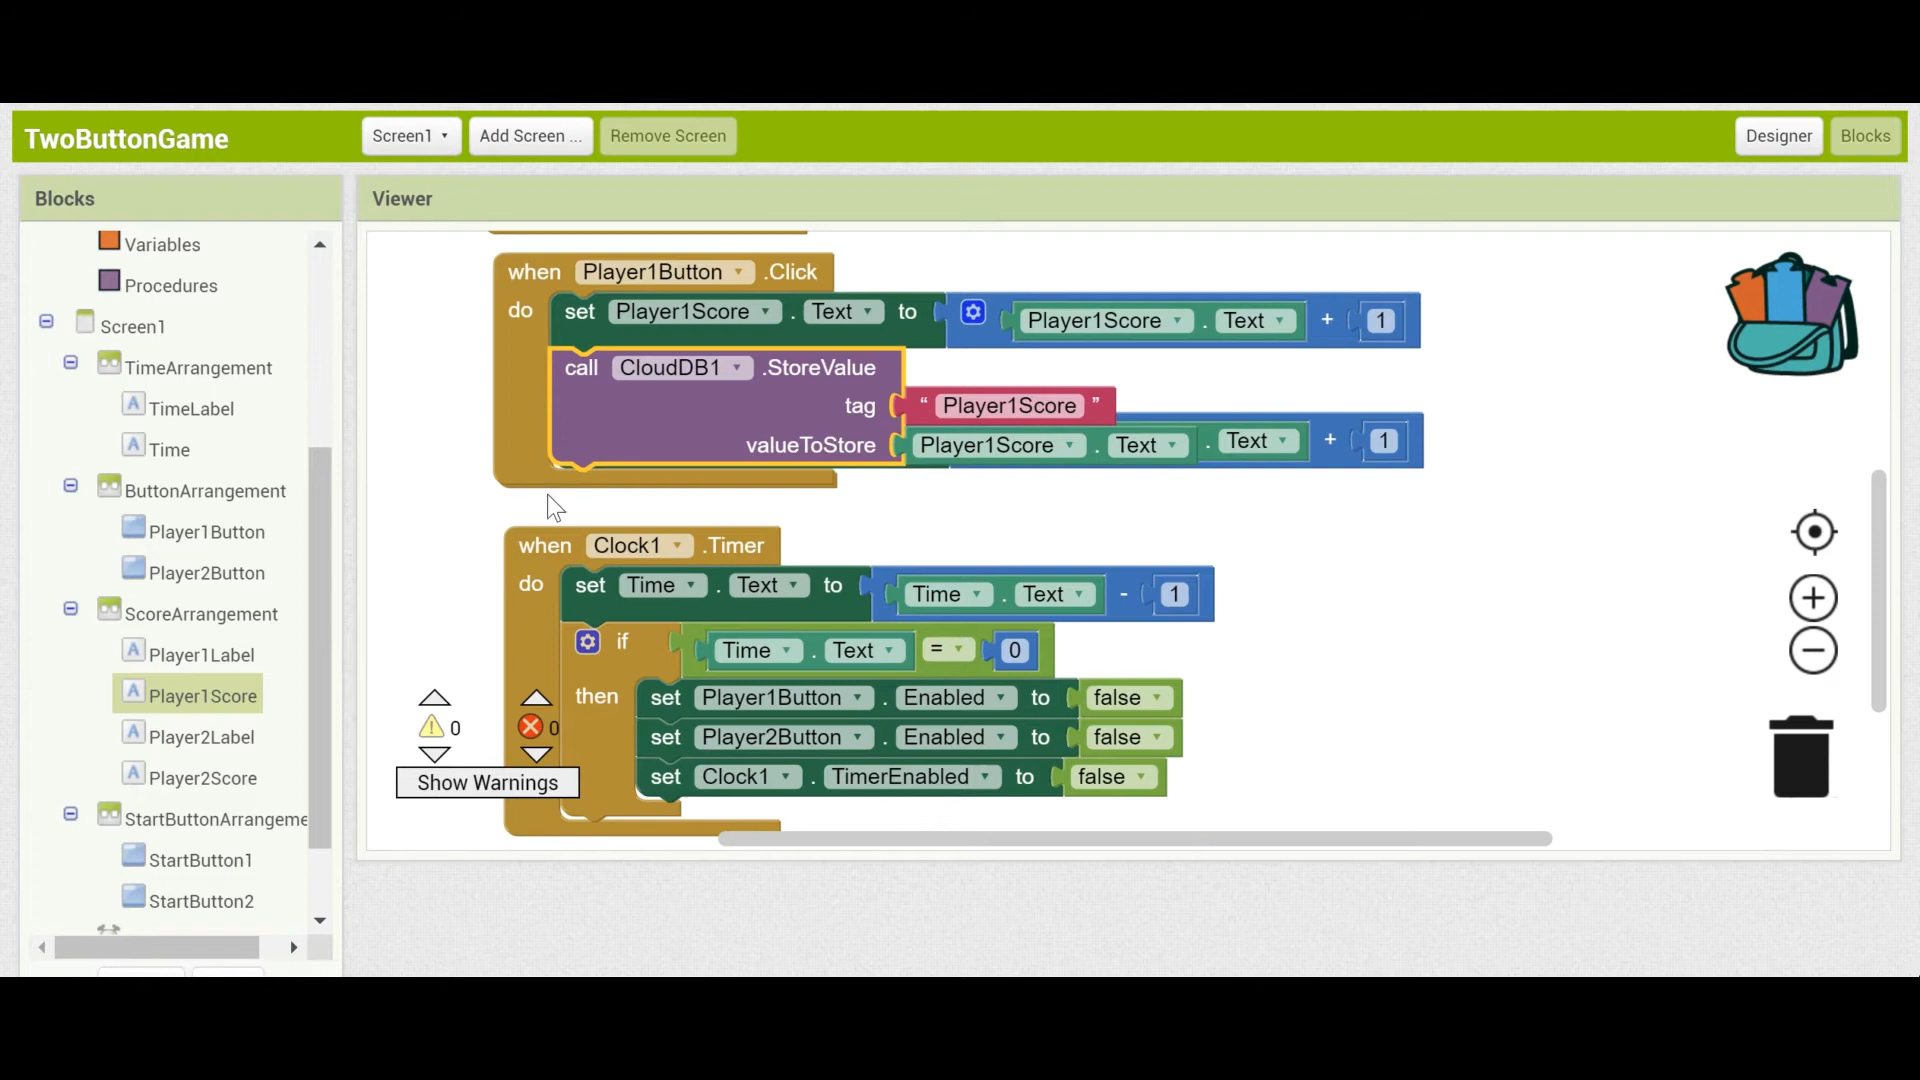 TwoButtonGame
Screen1
Add Screen ...
Remove Screen
Designer
Blocks
Blocks
Variables
Procedures
Screen1
TimeArrangement
TimeLabel
Time
ButtonArrangement
Player1Button
Player2Button
ScoreArrangement
Player1Label
Player1Score
Player2Label
Player2Score
StartButtonArrangeme
StartButton1
StartButton2
Viewer
when Player1Button .Click
do set Player1Score . Text to Player1Score . Text + 1
call CloudDB1 .StoreValue
tag “ Player1Score ”
valueToStore Player1Score . Text . Text + 1
when Clock1 .Timer
do set Time . Text to Time . Text - 1
if Time . Text = 0
then set Player1Button . Enabled to false
set Player2Button . Enabled to false
set Clock1 . TimerEnabled to false
0 0
Show Warnings